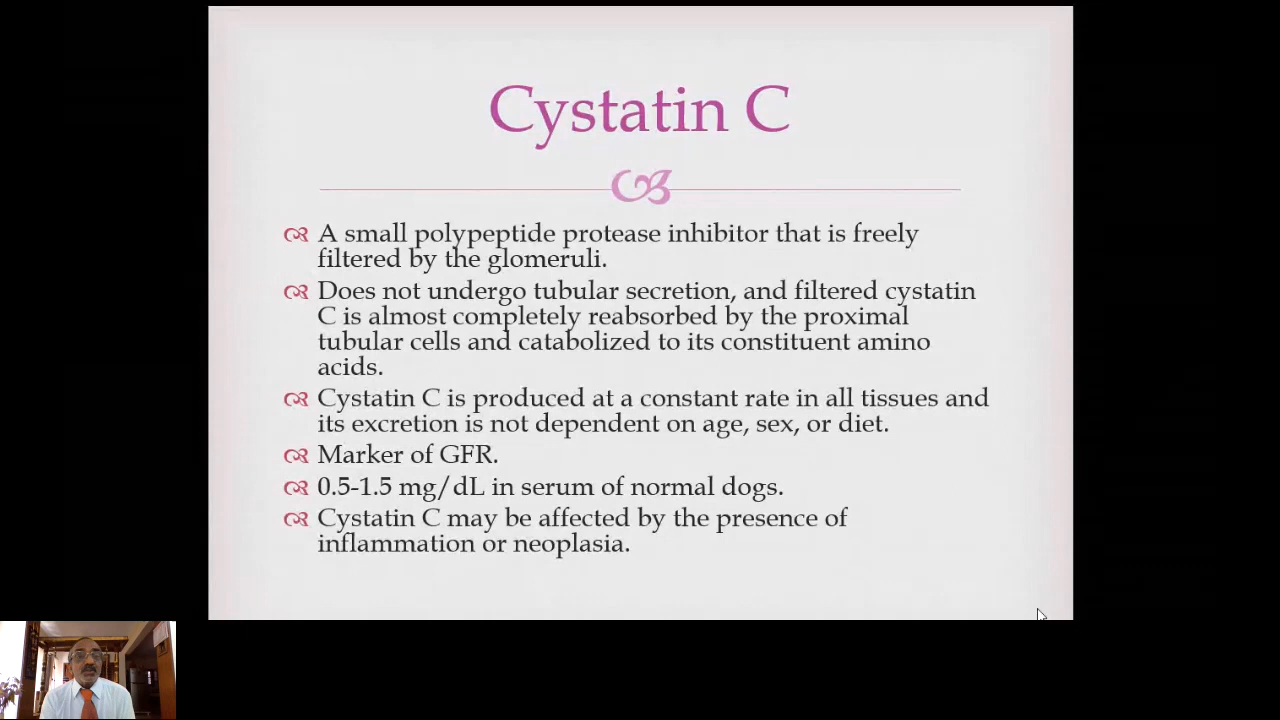 Cystatin C
A small polypeptide protease inhibitor that is freely
filtered by the glomeruli.
Does not undergo tubular secretion, and filtered cystatin
C is almost completely reabsorbed by the proximal
tubular cells and catabolized to its constituent amino
acids.
Cystatin C is produced at a constant rate in all tissues and
its excretion is not dependent on age, sex, or diet.
Marker of GFR.
0.5-1.5 mg/dL in serum of normal dogs.
Cystatin C may be affected by the presence of
inflammation or neoplasia.